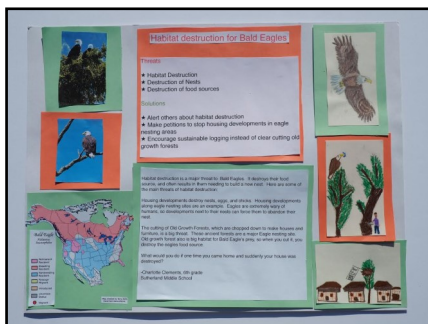 Habitat destruction for Bald Eagles
Threats
★ Habitat Destruction
★ Destruction of Nests
★ Destruction of food sources
Solutions
★ Alert others about habitat destruction
★ Make petitions to stop housing developments in eagle
nesting areas
★ Encourage sustainable logging instead of clear cutting old
growth forests
Habitat destruction is a major threat to Bald Eagles. It destroys their food
source, and often results in them needing to build a new nest. Here are some of
the main threats of habitat destruction:
Housing developments destroy nests, eggs, and chicks. Housing developments
along eagle nesting sites are an example. Eagles are extremely wary of
humans, so developments next to their nests can force them to abandon their
nest.
The cutting of Old Growth Forests, which are chopped down to make houses and
furniture, is a big threat. These ancient forests are a major Eagle nesting site.
Old growth forest also is big habitat for Bald Eagle's prey, so when you cut it, you
destroy the eagles food source.
What would you do if one time you came home and suddenly your house was
destroyed?
-Charlotte Clements, 6th grade
Sutherland Middle School
Bald Eagle